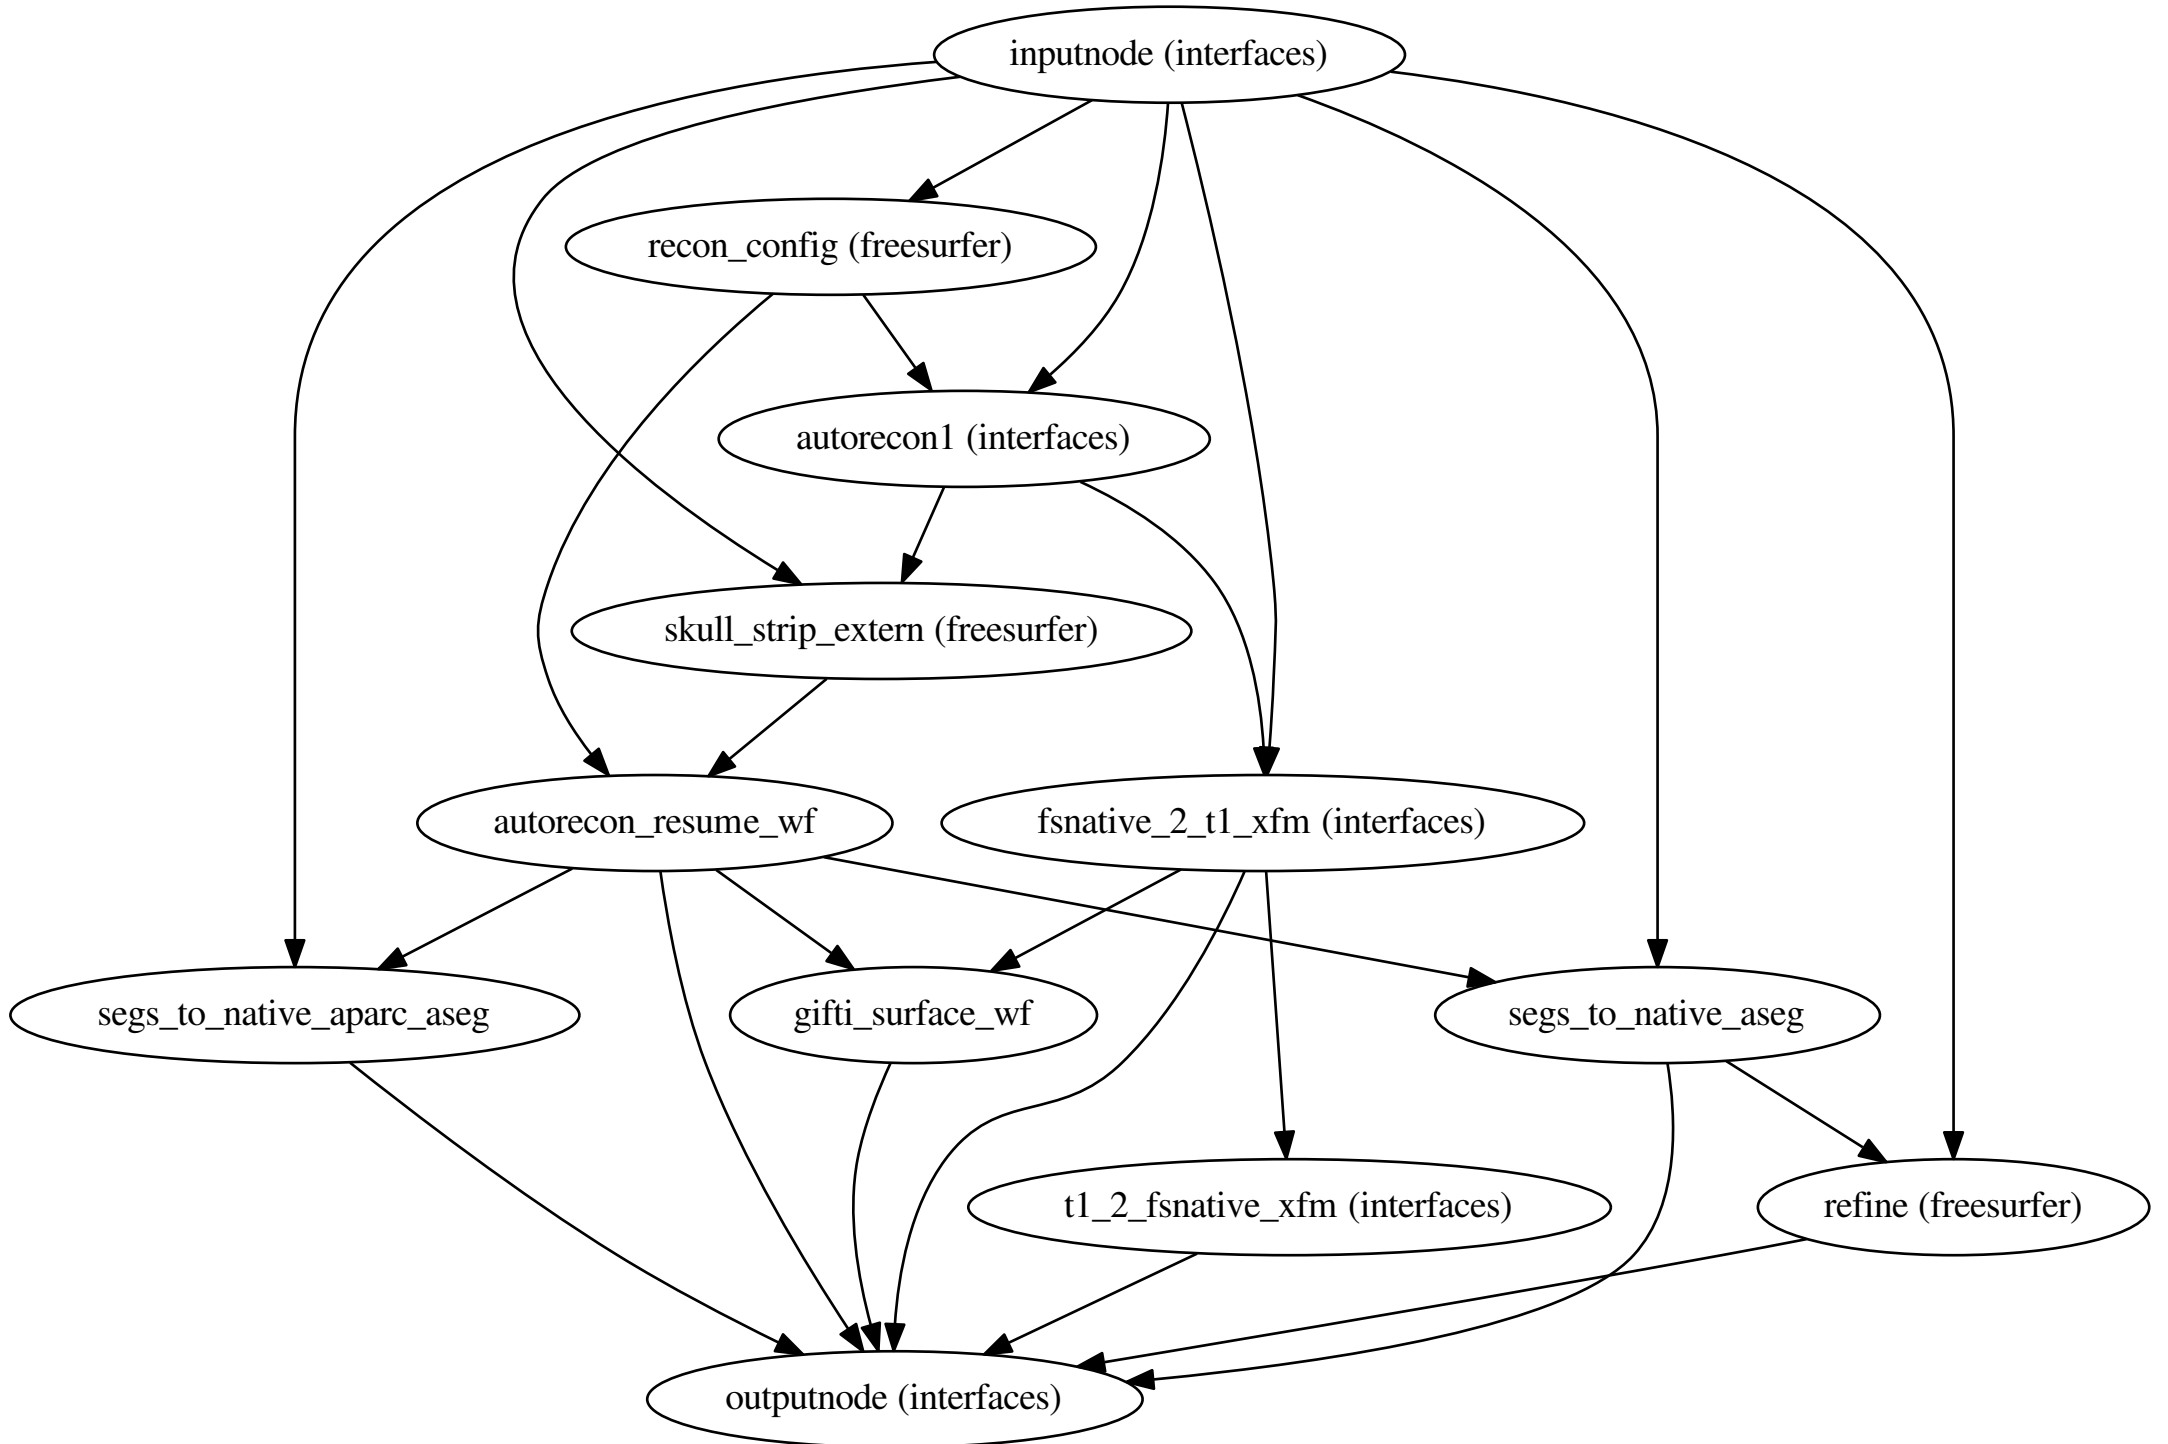 inputnode (interfaces)
recon_config (freesurfer)
autorecon1 (interfaces)
skull_strip_extern (freesurfer)
autorecon_resume_wf
fsnative_2_t1_xfm (interfaces)
segs_to_native_aparc_aseg
gifti_surface_wf
segs_to_native_aseg
t1_2_fsnative_xfm (interfaces)
refine (freesurfer)
outputnode (interfaces)